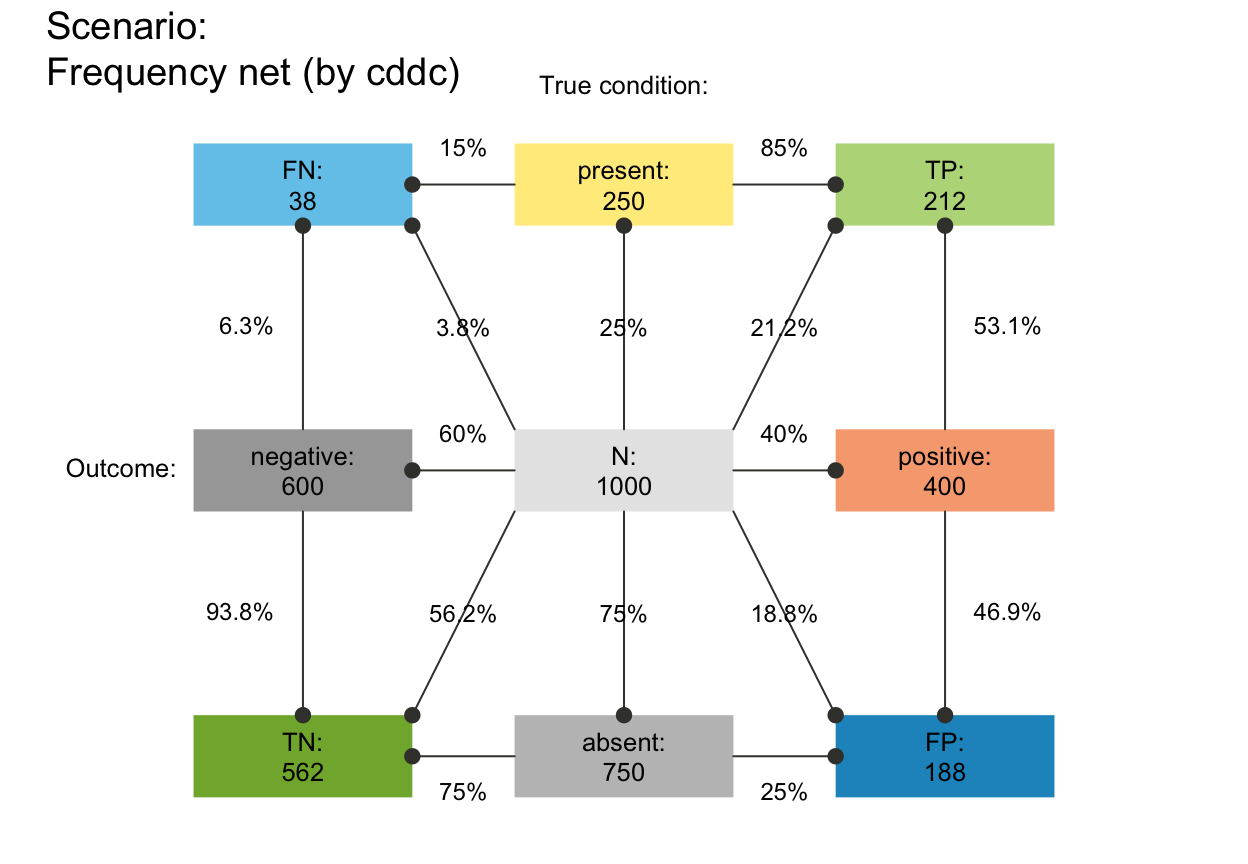 Scenario:
Frequency net (by cddc)
True condition:
15%
85%
FN:
38
present:
250
TP:
212
6.3%
3.8%
25%
21.2%
53.1%
60%
40%
Outcome:
negative:
600
N:
1000
positive:
400
93.8%
56.2%
75%
18.8%
46.9%
TN:
562
absent:
750
FP:
188
75%
25%